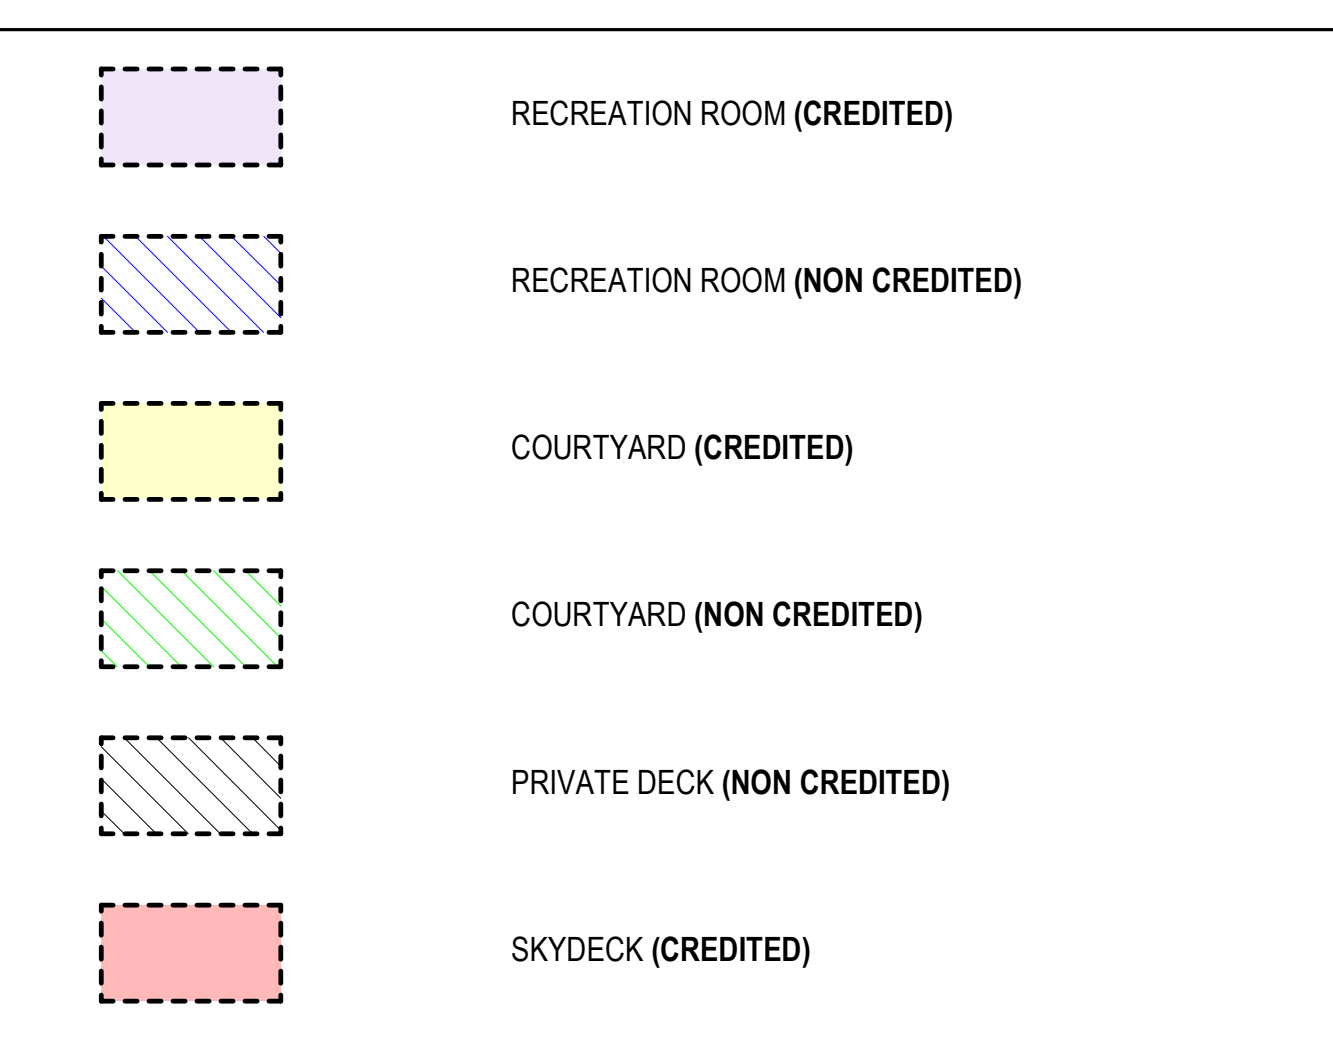 RECREATION ROOM (CREDITED)
RECREATION ROOM (NON CREDITED)
COURTYARD (CREDITED)
COURTYARD (NON CREDITED)
PRIVATE DECK (NON CREDITED)
SKYDECK (CREDITED)